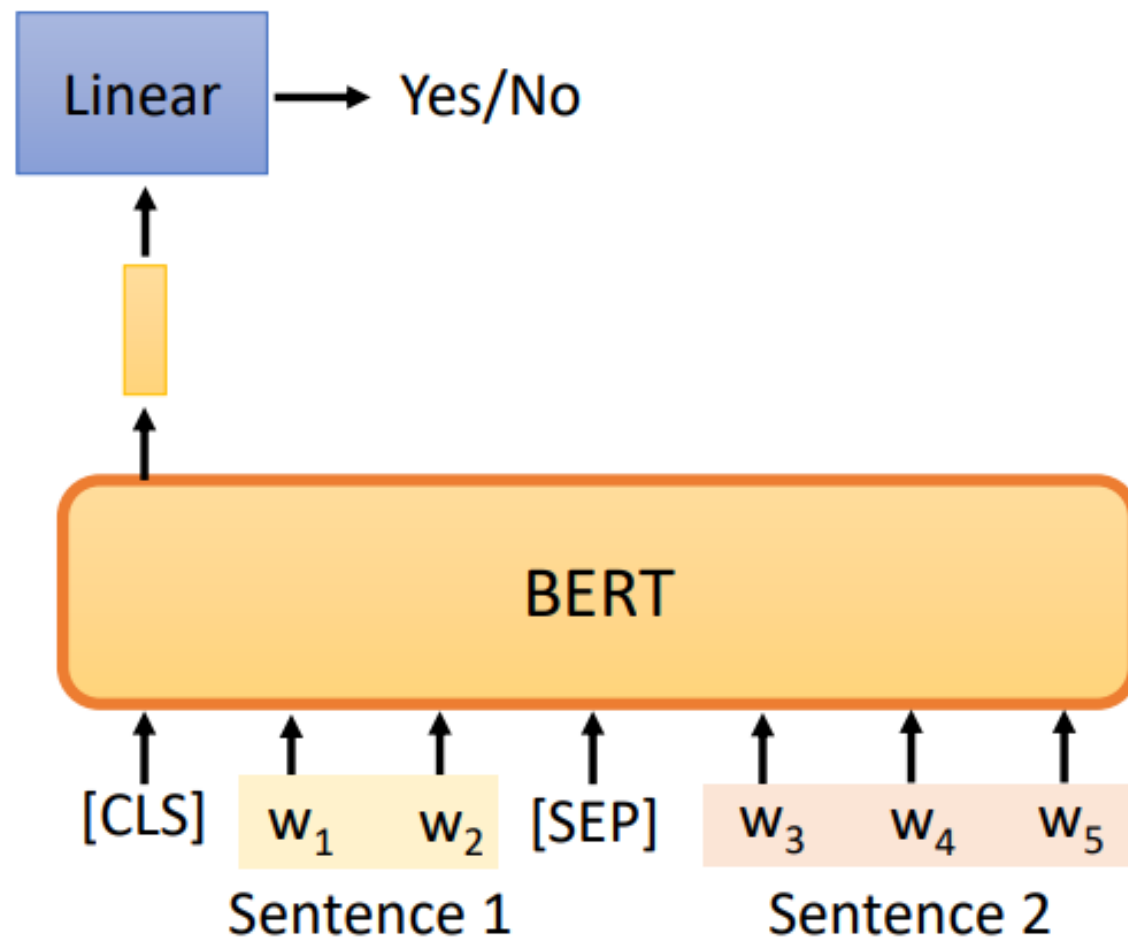 Linear
Yes/No
BERT
[CLS] w₁ w₂ [SEP] w₃ w₄ w₅
Sentence 1 Sentence 2